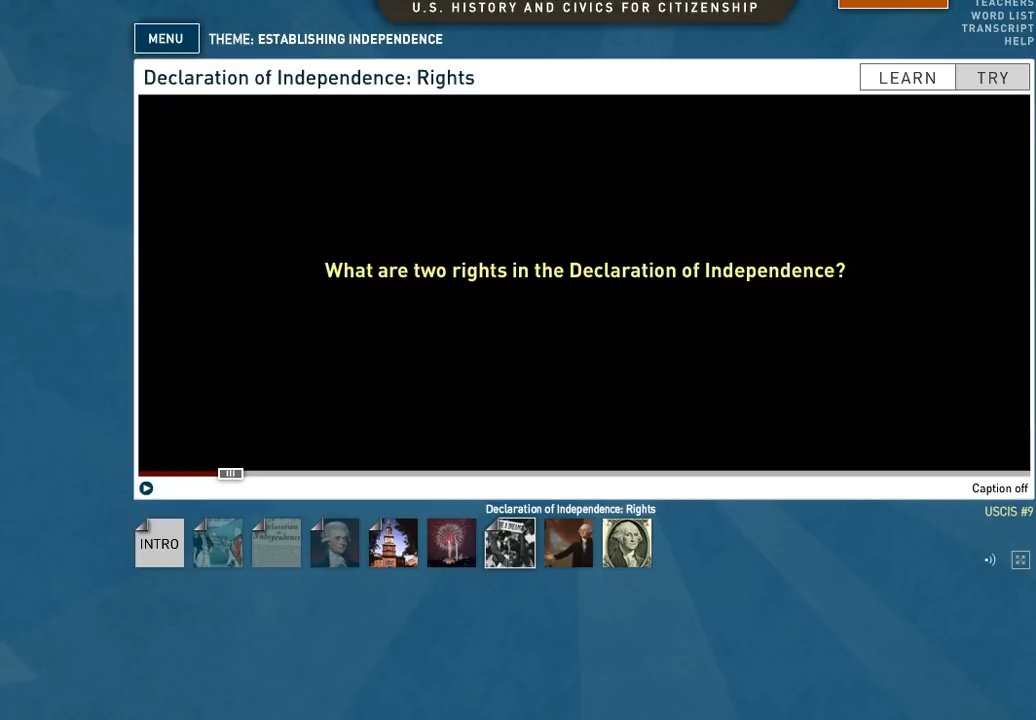 U.S. HISTORY AND CIVICS FOR CITIZENSHIP
TEACHERS
WORD LIST
TRANSCRIPT
HELP
MENU
THEME: ESTABLISHING INDEPENDENCE
Declaration of Independence: Rights
LEARN
TRY
What are two rights in the Declaration of Independence?
Caption off
Declaration of Independence: Rights
USCIS #9
INTRO